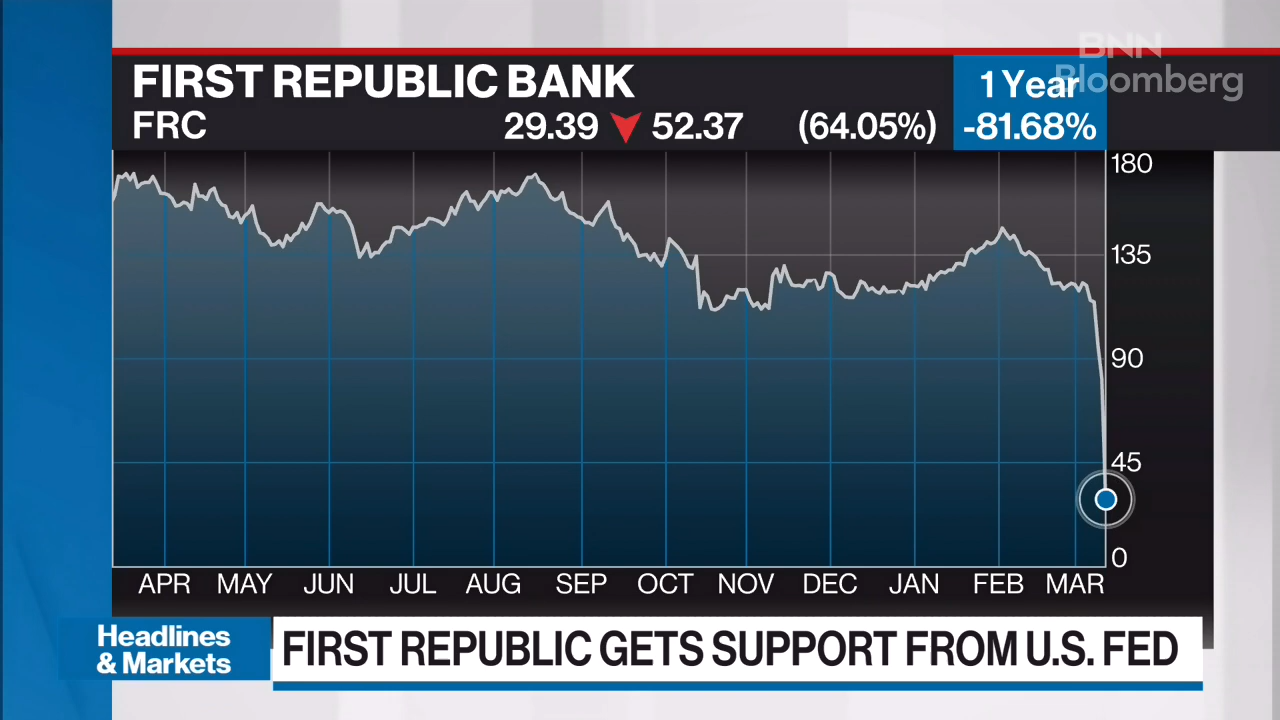 BNN
Bloomberg
FIRST REPUBLIC BANK
FRC 29.39 52.37 (64.05%)
1 Year
-81.68%
180
135
90
45
0
APR MAY JUN JUL AUG SEP OCT NOV DEC JAN FEB MAR
Headlines
& Markets
FIRST REPUBLIC GETS SUPPORT FROM U.S. FED